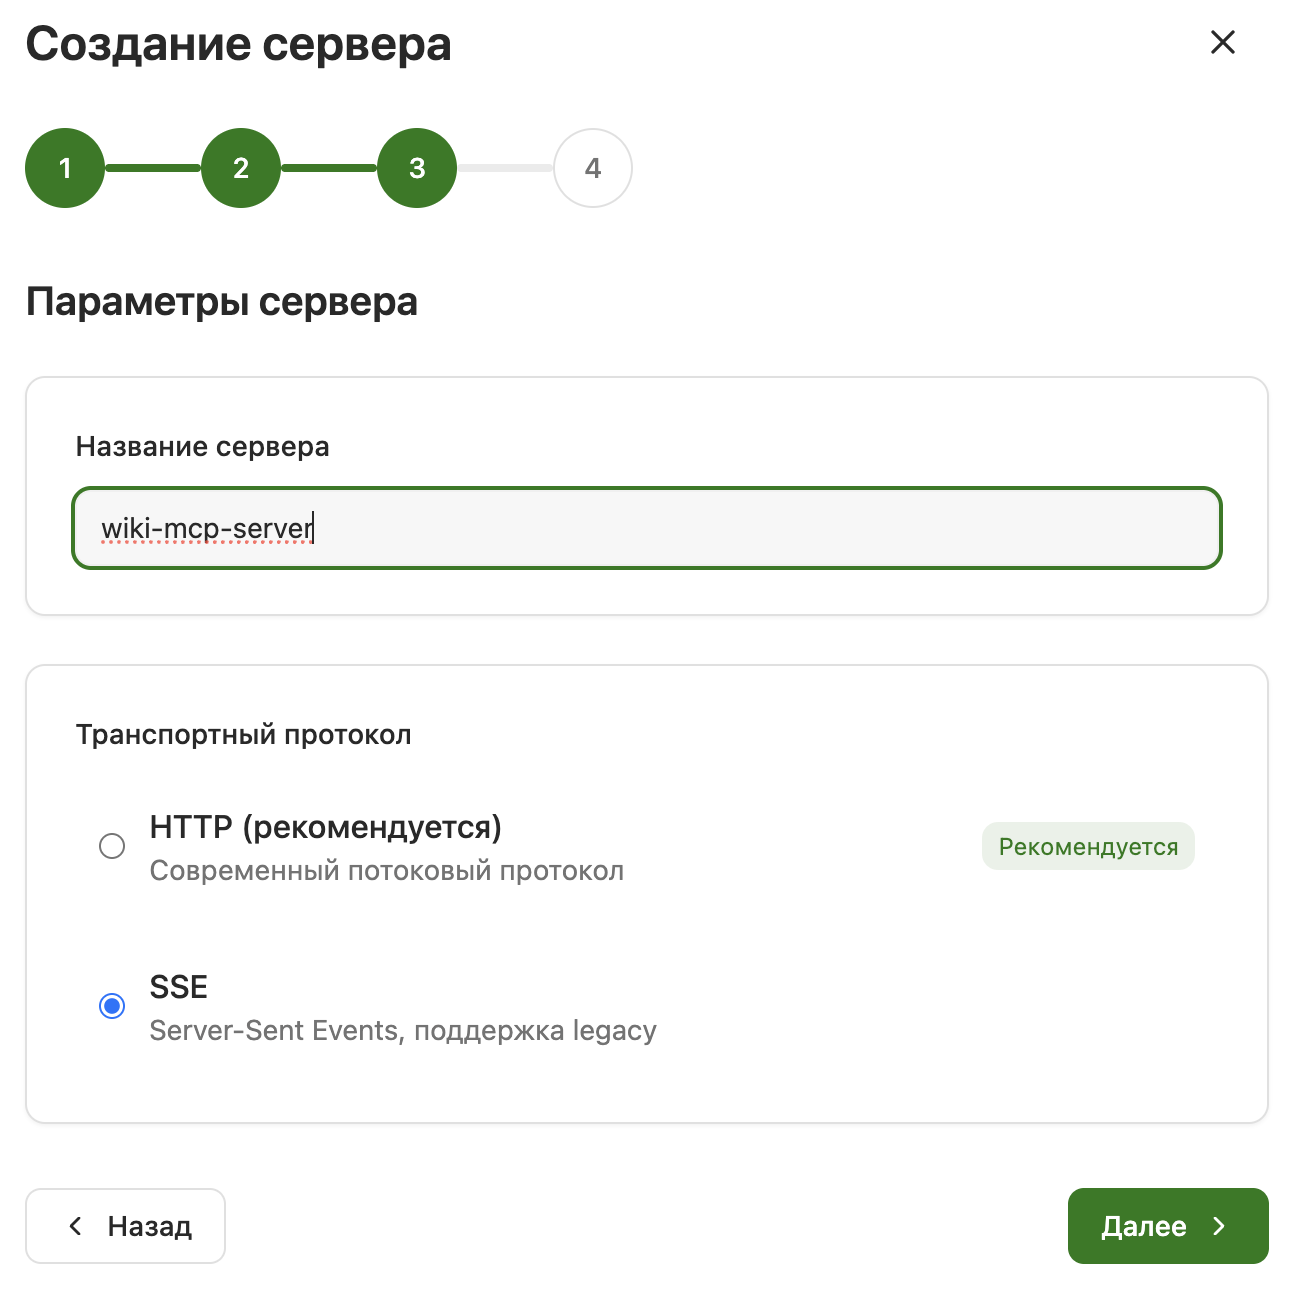 Создание сервера
1 2 3 4
Параметры сервера
Название сервера
wiki-mcp-server
Транспортный протокол
HTTP (рекомендуется)
Современный потоковый протокол
Рекомендуется
SSE
Server-Sent Events, поддержка legacy
Назад
Далее